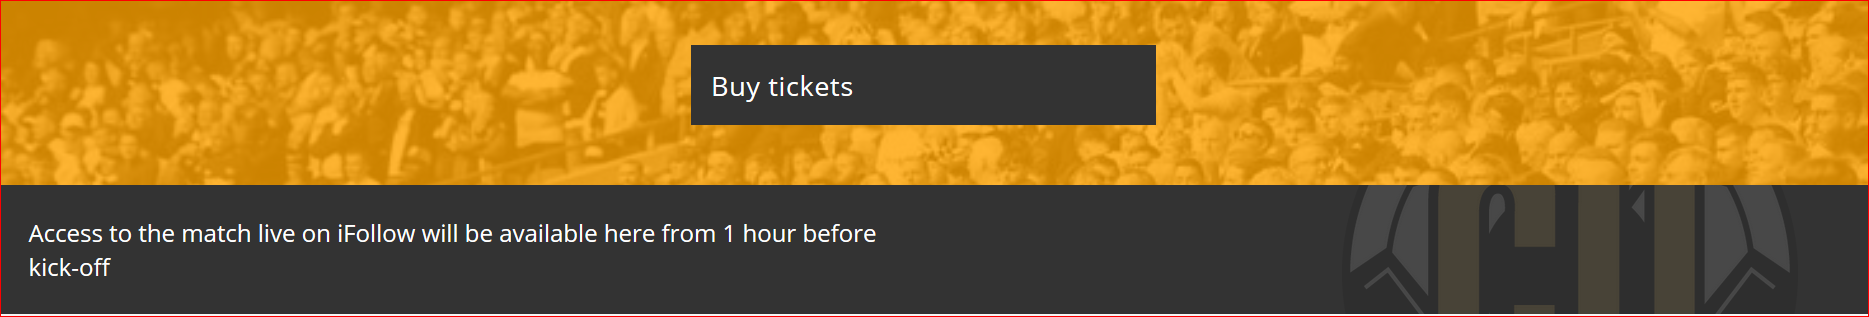 Buy tickets
Access to the match live on iFollow will be available here from 1 hour before
kick-off